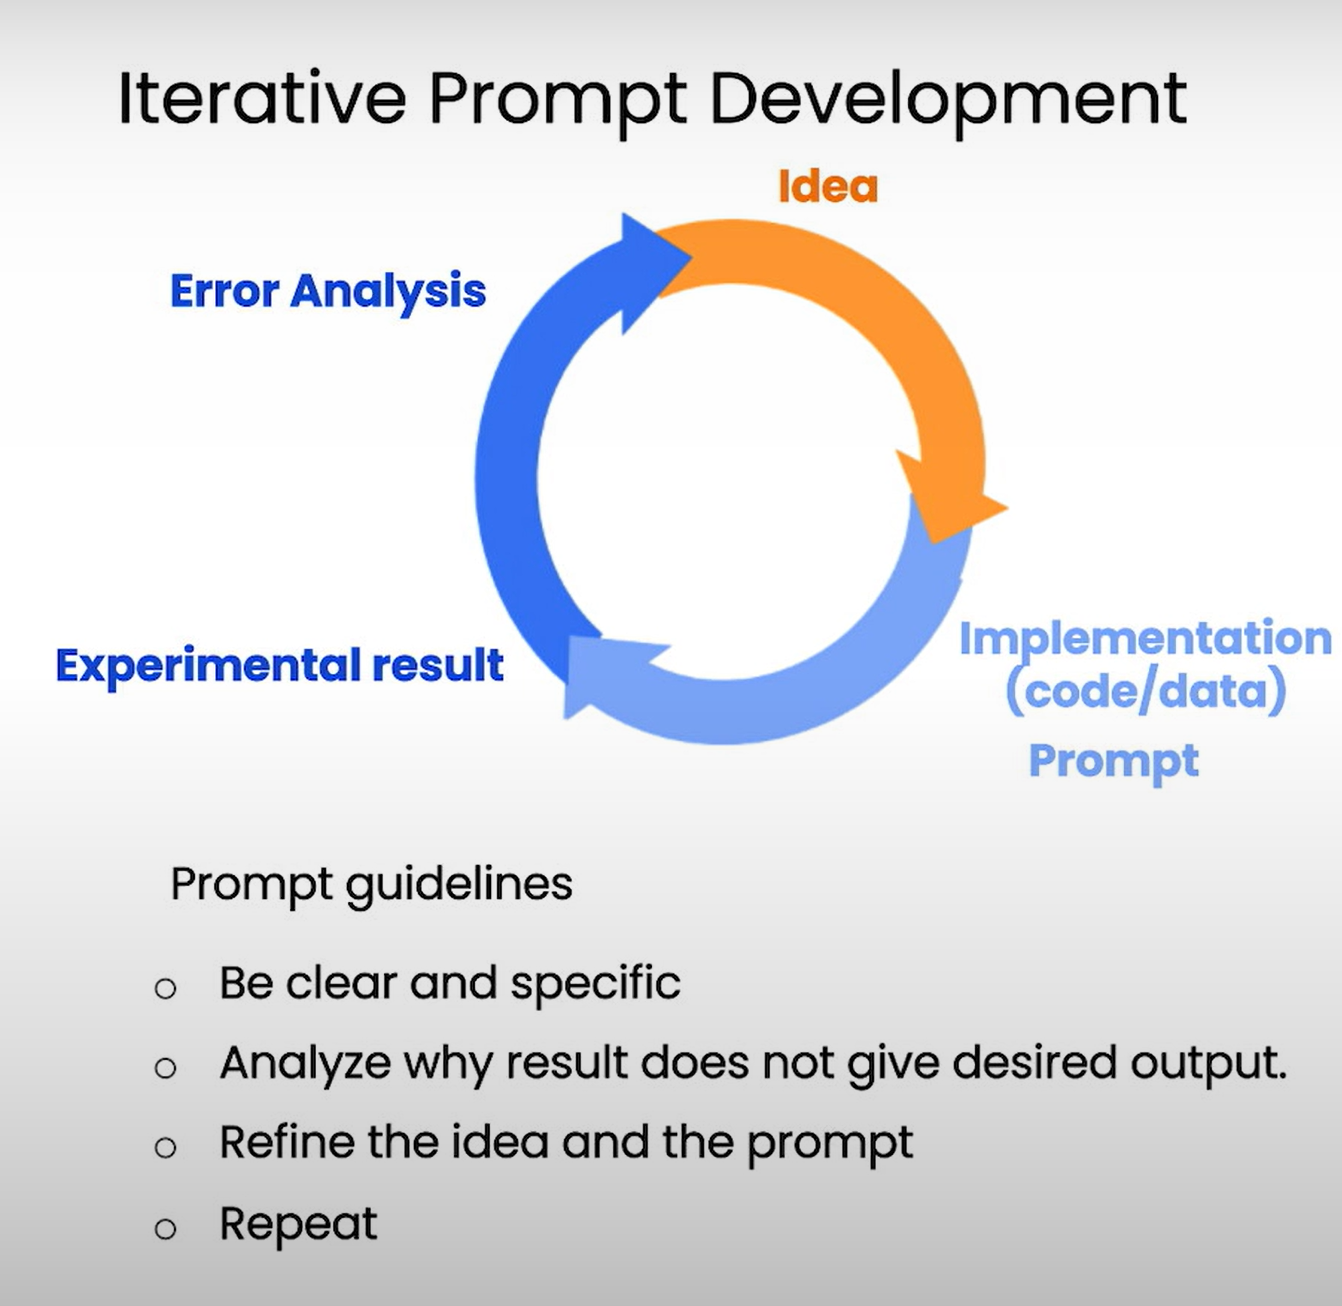 Iterative Prompt Development
Idea
Error Analysis
Experimental result
Implementation
(code/data)
Prompt
Prompt guidelines
Be clear and specific
Analyze why result does not give desired output.
Refine the idea and the prompt
Repeat